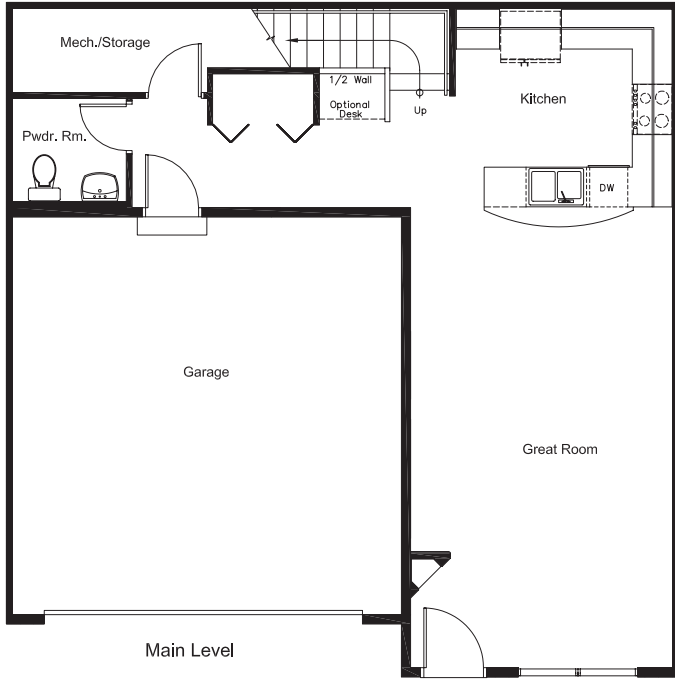 Mech./Storage
1/2 Wall
Optional
Desk
Up
Kitchen
Pwdr. Rm.
DW
Garage
Great Room
Main Level